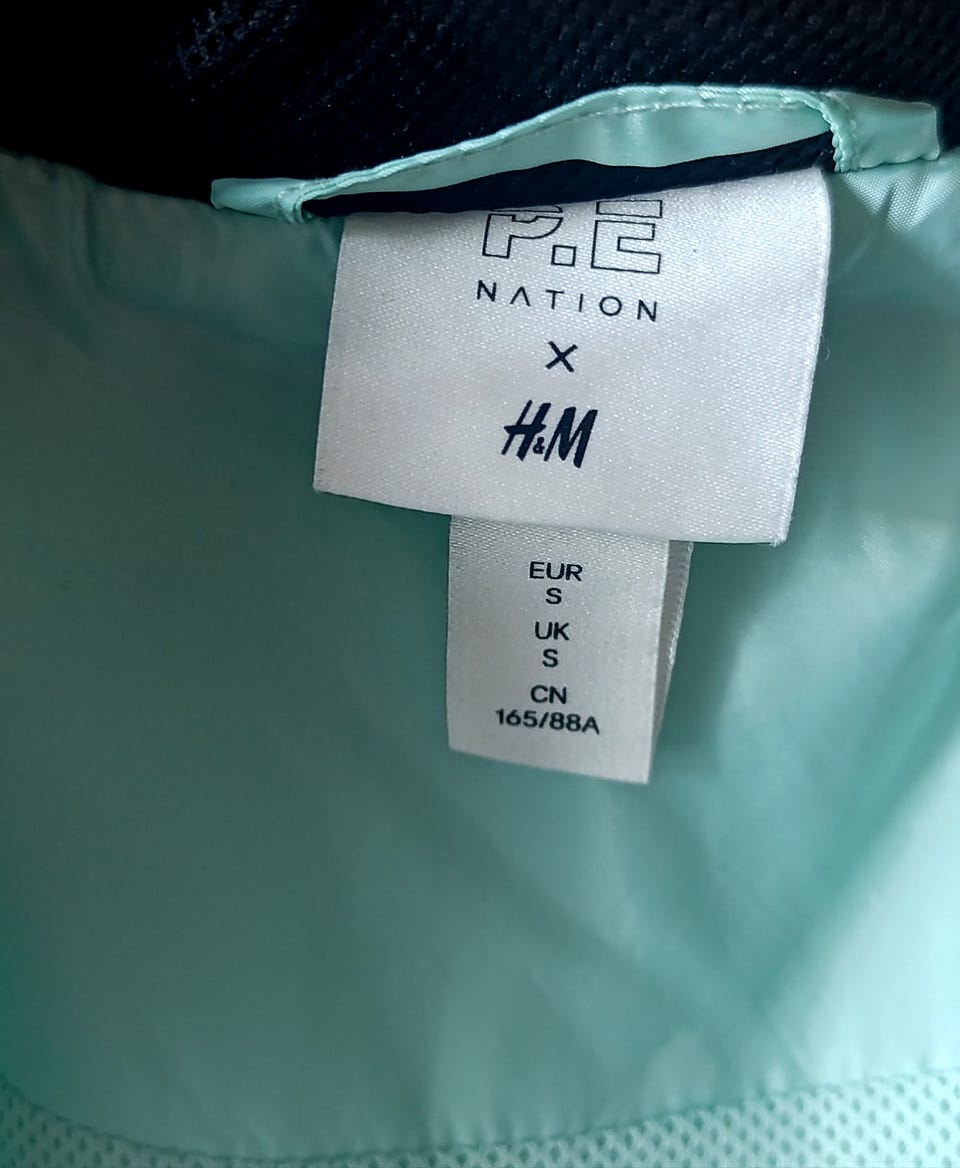 P.E
NATION
X
H&M
EUR
S
UK
S
CN
165/88A